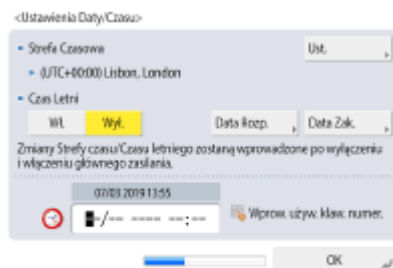 <Ustawienia Daty/Czasu>
Strefa Czasowa
Ust.
(UTC+00:00) Lisbon, London
Czas Letni
Wł.
Wył.
Data Rozp.
Data Zak.
Zmiany Strefy czasu/Czasu letniego zostaną wprowadzone po wyłączeniu
i włączeniu głównego zasilania.
07/03 2019 13:55
-/-- ---- --:--
Wprow. używ. klaw. numer.
OK